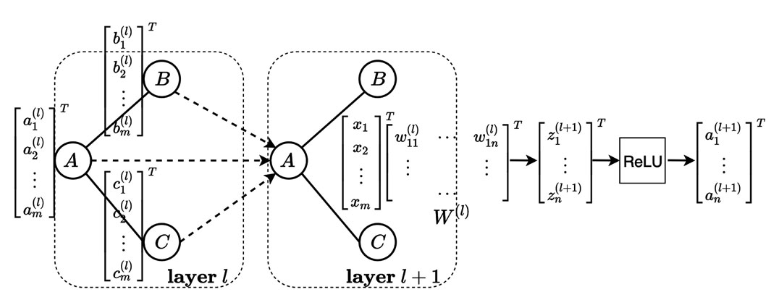 [b_1^{(l)} b_2^{(l)} ⋮ b_m^{(l)}]^T
B
[a_1^{(l)} a_2^{(l)} ⋮ a_m^{(l)}]^T
A
[c_1^{(l)} c_2^{(l)} ⋮ c_m^{(l)}]^T
C
layer l
B
A
C
[x_1 x_2 ⋮ x_m]^T
[w_{11}^{(l)} ⋯ w_{1n}^{(l)} ⋮ ⋯ ⋮]^T
W^{(l)}
layer l + 1
[z_1^{(l+1)} ⋮ z_n^{(l+1)}]^T
ReLU
[a_1^{(l+1)} ⋮ a_n^{(l+1)}]^T